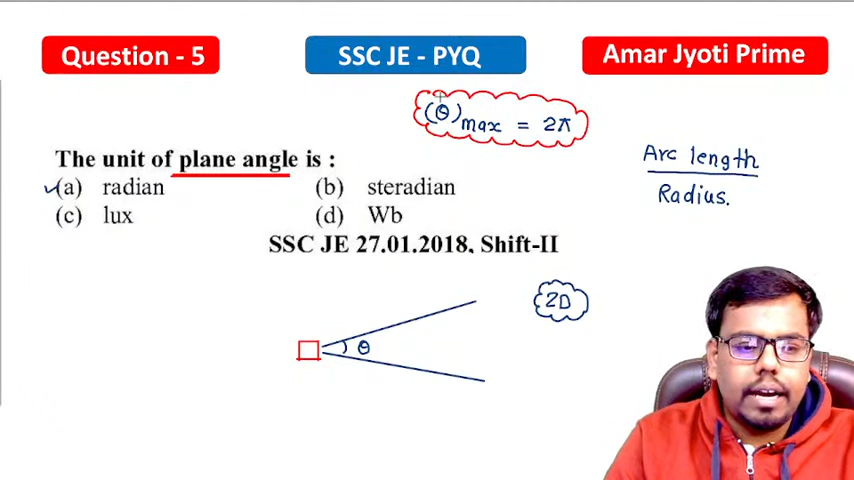 Question - 5
SSC JE - PYQ
Amar Jyoti Prime
(θ)max = 2π
The unit of plane angle is :
(a) radian (b) steradian
(c) lux (d) Wb
SSC JE 27.01.2018, Shift-II
Arc length
Radius.
2D
θ